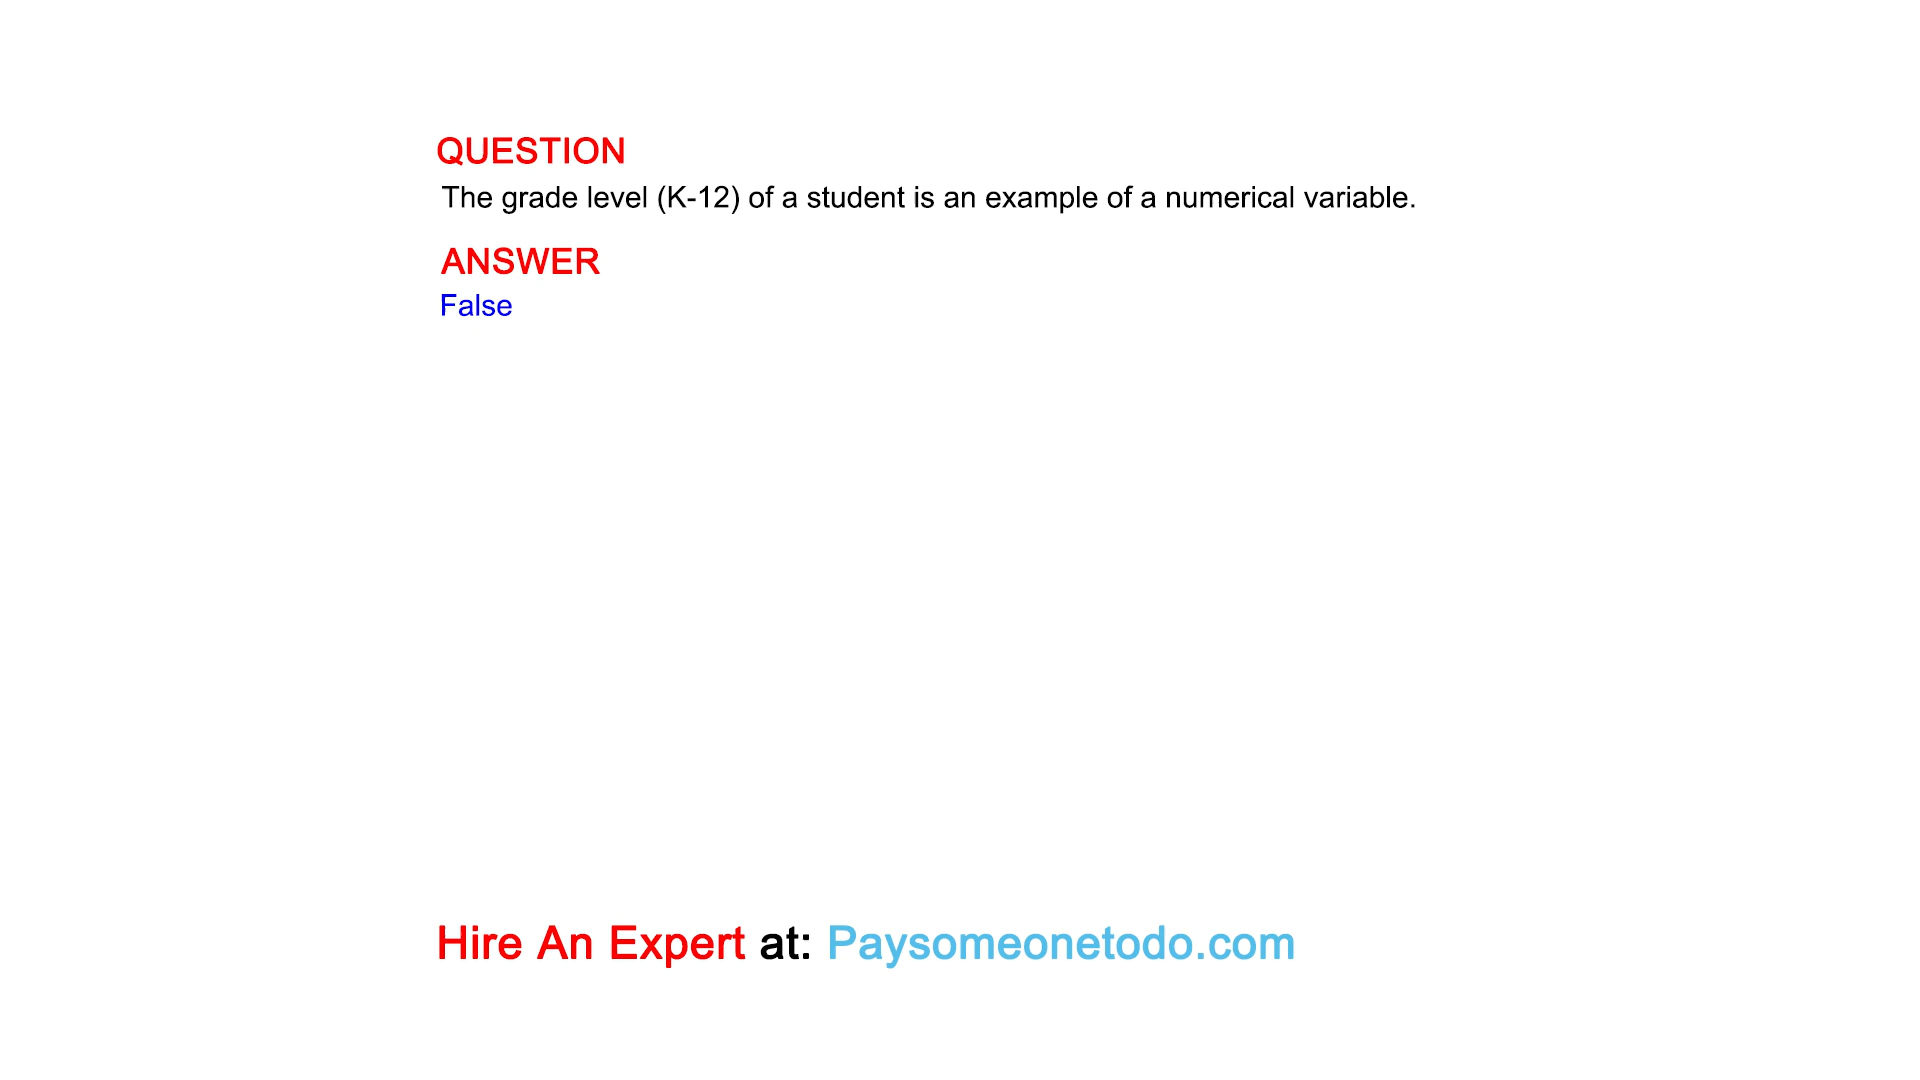 QUESTION
The grade level (K-12) of a student is an example of a numerical variable.
ANSWER
False
Hire An Expert at: Paysomeonetodo.com